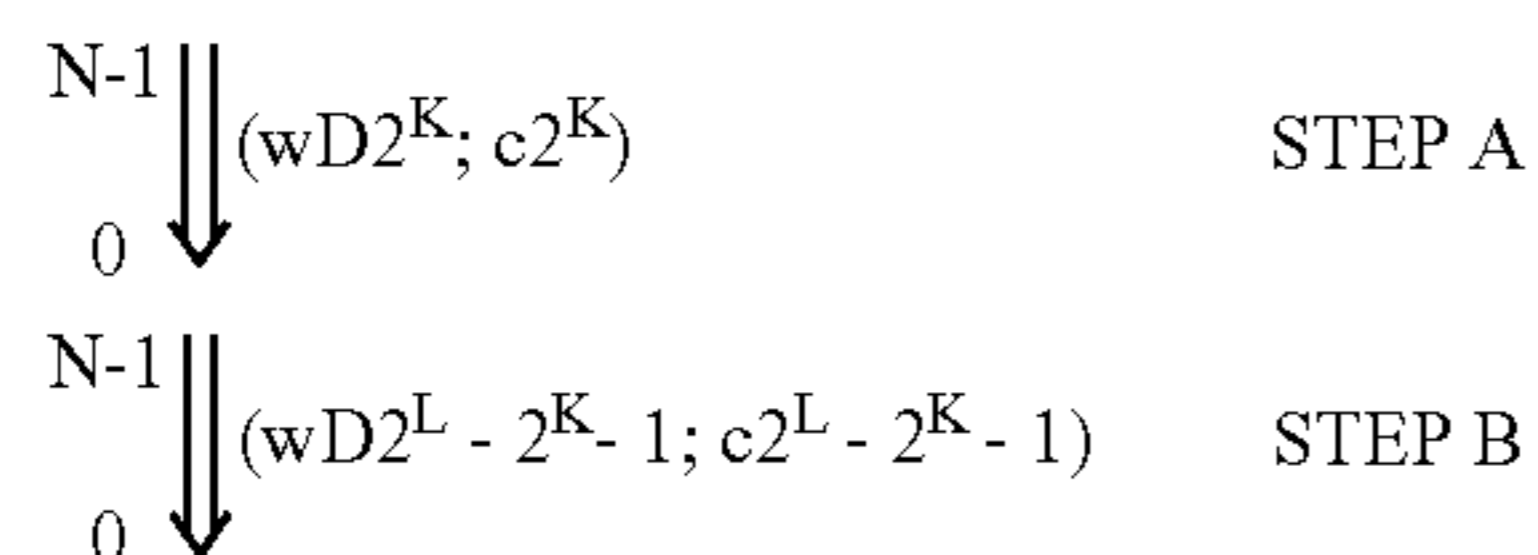 N-1
(wD2^K; c2^K) STEP A
0
N-1
(wD2^L - 2^K- 1; c2^L - 2^K - 1) STEP B
0